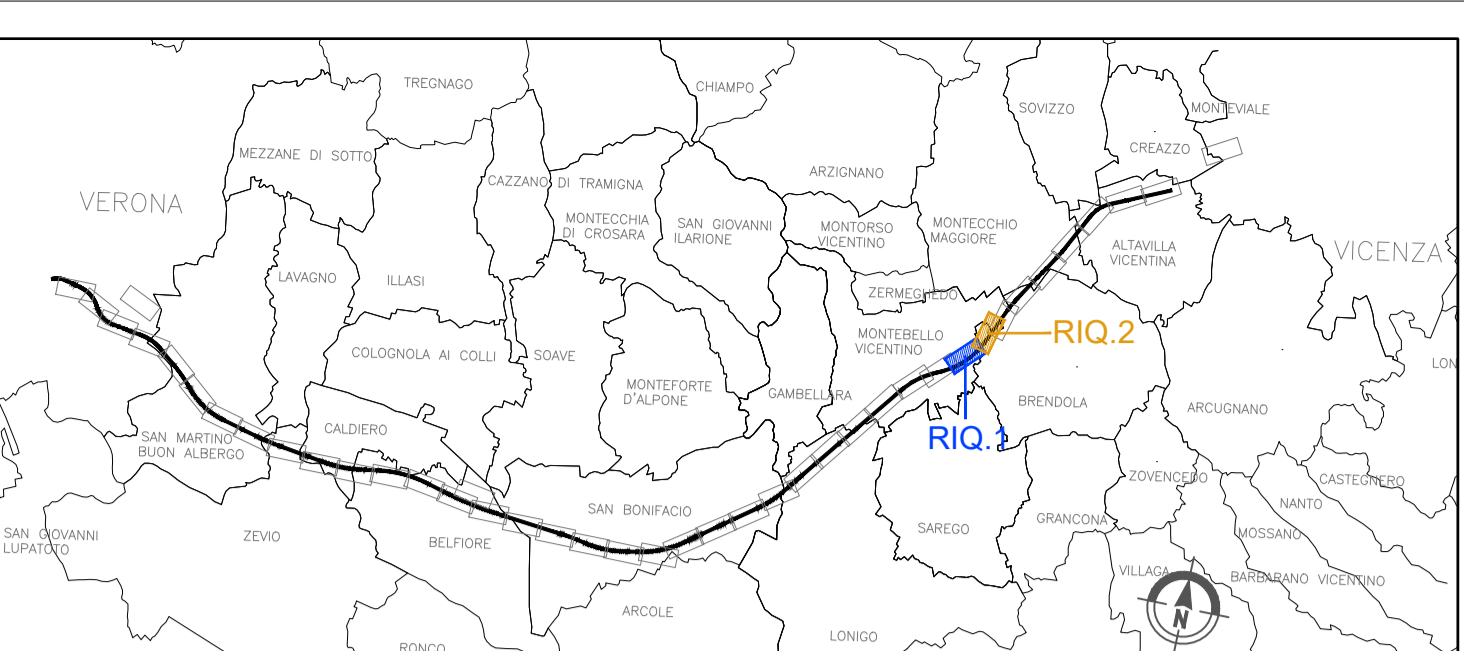 TREGNAGO
CHIAMPO
SOVIZZO
MONTEVIALE
MEZZANE DI SOTTO
CREAZZO
ARZIGNANO
CAZZANO DI TRAMIGNA
VERONA
MONTECCHIA
DI CROSARA
SAN GIOVANNI
ILARIONE
MONTORSO
VICENTINO
MONTECCHIO
MAGGIORE
ALTAVILLA
VICENTINA
VICENZA
LAVAGNO
ILLASI
ZERMEGHEDO
MONTEBELLO
VICENTINO
RIQ.2
COLOGNOLA AI COLLI
SOAVE
LON
MONTEFORTE
D'ALPONE
GAMBELLARA
BRENDOLA
ARCUGNANO
CALDIERO
RIQ.1
SAN MARTINO
BUON ALBERGO
ZOVENCEDO
CASTEGNERO
NANTO
SAN BONIFACIO
GRANCONA
SAREGO
MOSSANO
SAN GIOVANNI
LUPATOTO
ZEVIO
BELFIORE
VILLAGA
BARBARANO VICENTINO
ARCOLE
N
LONIGO
RONCO